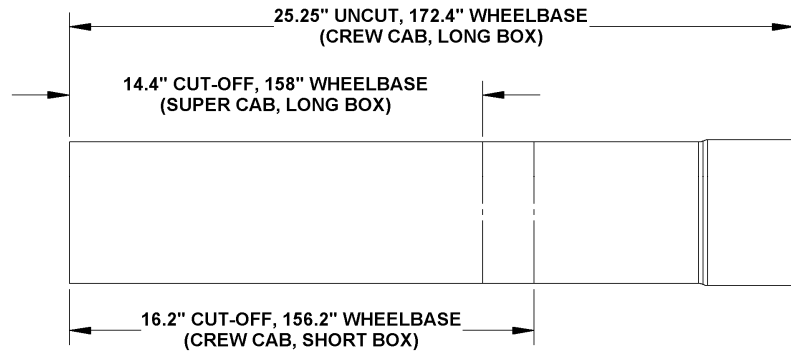 25.25" UNCUT, 172.4" WHEELBASE
(CREW CAB, LONG BOX)
14.4" CUT-OFF, 158" WHEELBASE
(SUPER CAB, LONG BOX)
16.2" CUT-OFF, 156.2" WHEELBASE
(CREW CAB, SHORT BOX)